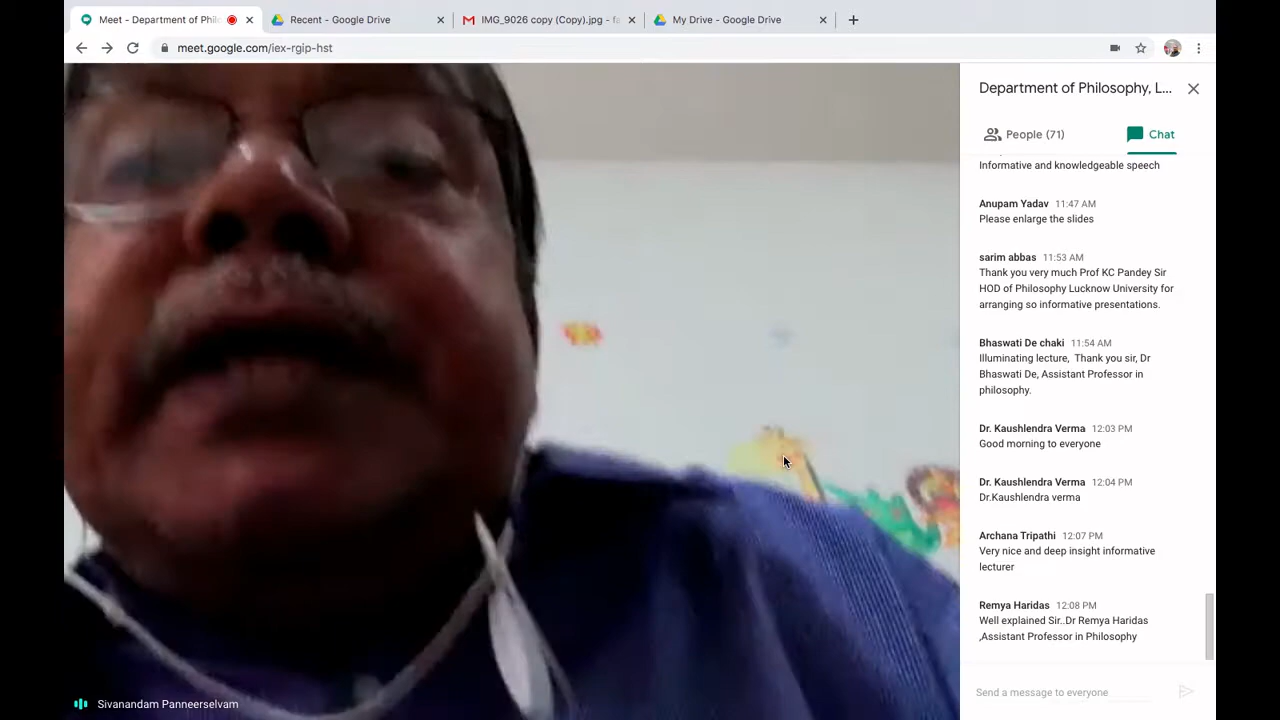 Meet - Department of Phil
Recent - Google Drive
IMG_9026 copy (Copy).jpg - fa
My Drive - Google Drive
meet.google.com/iex-rgip-hst
Department of Philosophy, L...
People (71)
Chat
Informative and knowledgeable speech
Anupam Yadav 11:47 AM
Please enlarge the slides
sarim abbas 11:53 AM
Thank you very much Prof KC Pandey Sir
HOD of Philosophy Lucknow University for
arranging so informative presentations.
Bhaswati De chaki 11:54 AM
Illuminating lecture, Thank you sir, Dr
Bhaswati De, Assistant Professor in
philosophy.
Dr. Kaushlendra Verma 12:03 PM
Good morning to everyone
Dr. Kaushlendra Verma 12:04 PM
Dr.Kaushlendra verma
Archana Tripathi 12:07 PM
Very nice and deep insight informative
lecturer
Remya Haridas 12:08 PM
Well explained Sir..Dr Remya Haridas
,Assistant Professor in Philosophy
Send a message to everyone
Sivanandam Panneerselvam